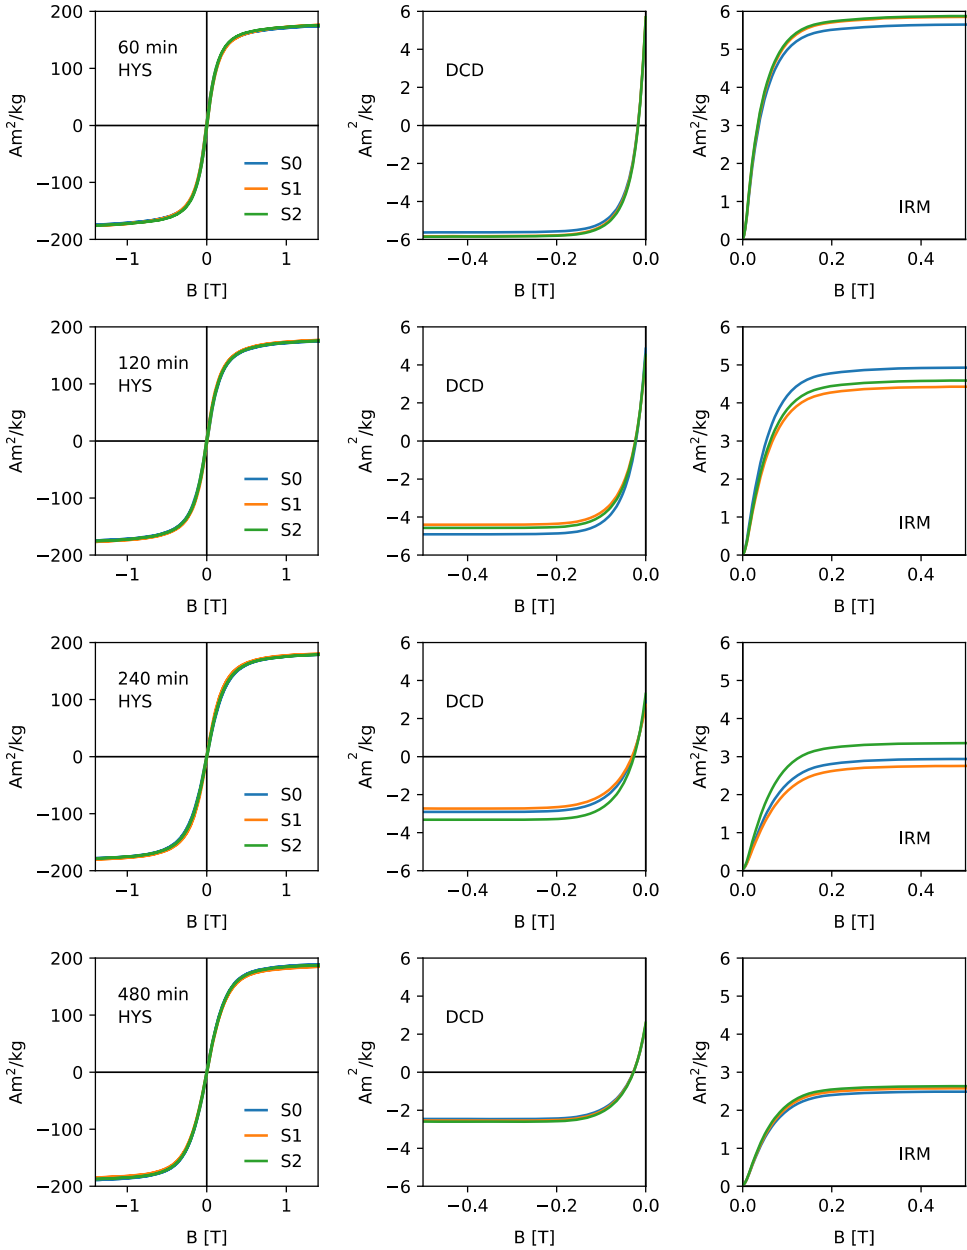 200
100
0
−100
−200
Am²/kg
60 min
HYS
S0
S1
S2
−1
0
1
B [T]
6
4
2
0
−2
−4
−6
Am²/kg
DCD
−0.4
−0.2
0.0
B [T]
6
5
4
3
2
1
0
Am²/kg
IRM
0.0
0.2
0.4
B [T]
200
100
0
−100
−200
Am²/kg
120 min
HYS
S0
S1
S2
−1
0
1
B [T]
6
4
2
0
−2
−4
−6
Am²/kg
DCD
−0.4
−0.2
0.0
B [T]
6
5
4
3
2
1
0
Am²/kg
IRM
0.0
0.2
0.4
B [T]
200
100
0
−100
−200
Am²/kg
240 min
HYS
S0
S1
S2
−1
0
1
B [T]
6
4
2
0
−2
−4
−6
Am²/kg
DCD
−0.4
−0.2
0.0
B [T]
6
5
4
3
2
1
0
Am²/kg
IRM
0.0
0.2
0.4
B [T]
200
100
0
−100
−200
Am²/kg
480 min
HYS
S0
S1
S2
−1
0
1
B [T]
6
4
2
0
−2
−4
−6
Am²/kg
DCD
−0.4
−0.2
0.0
B [T]
6
5
4
3
2
1
0
Am²/kg
IRM
0.0
0.2
0.4
B [T]